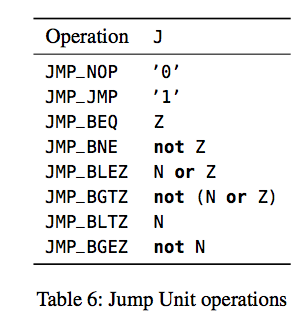 Operation J
JMP_NOP ’0’
JMP_JMP ’1’
JMP_BEQ Z
JMP_BNE not Z
JMP_BLEZ N or Z
JMP_BGTZ not (N or Z)
JMP_BLTZ N
JMP_BGEZ not N
Table 6: Jump Unit operations